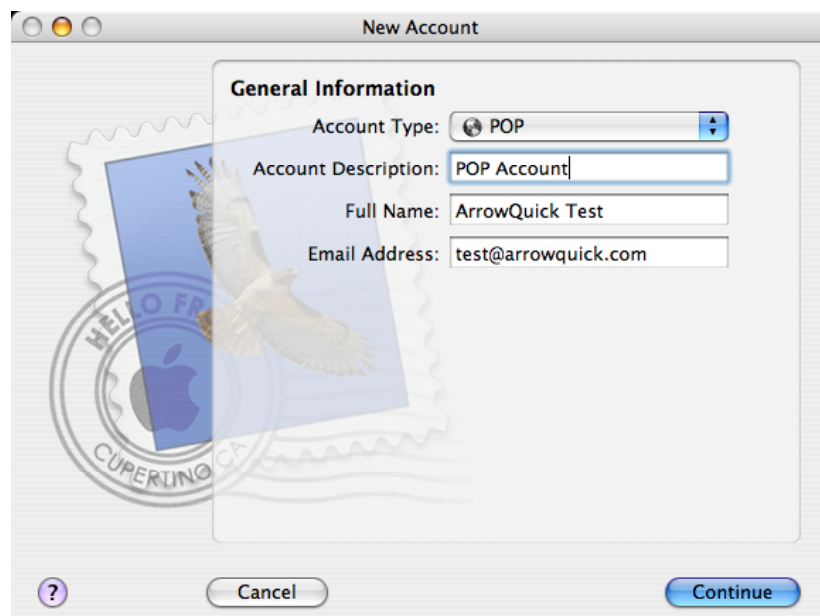 New Account
General Information
Account Type: POP
Account Description: POP Account
Full Name: ArrowQuick Test
Email Address: test@arrowquick.com
HELLO FR
CUPERTINO CA
? Cancel Continue